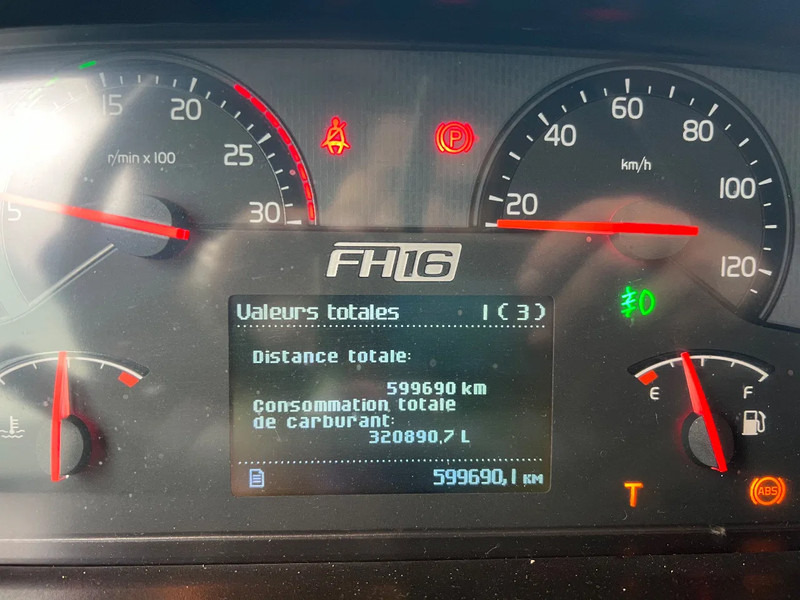 15
20
25
30
5
r/min x 100
P
20
40
60
80
100
120
km/h
FH16
Valeurs totales 1(3)
Distance totale:
599690 km
Consommation totale
de carburant:
320890,7 L
599690,1 KM
E
F
T
ABS